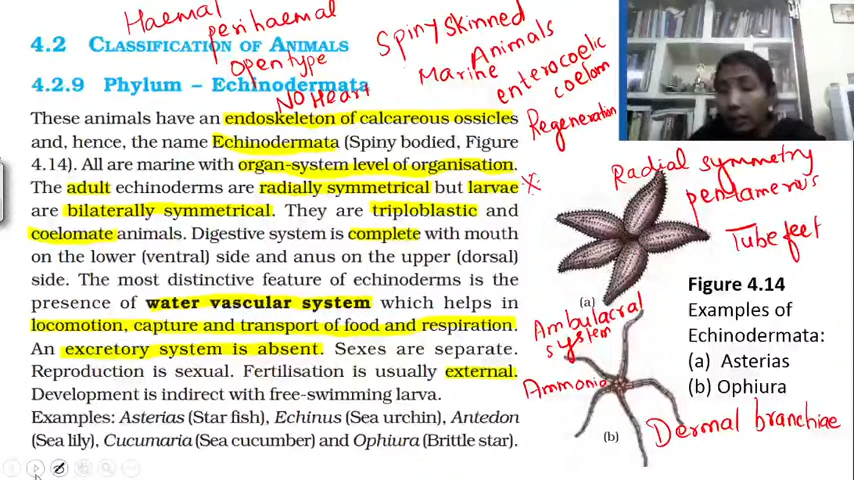 Haemal
perihaemal
Open type
NO Heart
Spiny Skinned
Animals
Marine
enterocoelic
coelom
Regeneration
4.2 CLASSIFICATION OF ANIMALS
4.2.9 Phylum – Echinodermata
These animals have an endoskeleton of calcareous ossicles
and, hence, the name Echinodermata (Spiny bodied, Figure
4.14). All are marine with organ-system level of organisation.
The adult echinoderms are radially symmetrical but larvae
are bilaterally symmetrical. They are triploblastic and
coelomate animals. Digestive system is complete with mouth
on the lower (ventral) side and anus on the upper (dorsal)
side. The most distinctive feature of echinoderms is the
presence of water vascular system which helps in
locomotion, capture and transport of food and respiration.
An excretory system is absent. Sexes are separate.
Reproduction is sexual. Fertilisation is usually external.
Development is indirect with free-swimming larva.
Examples: Asterias (Star fish), Echinus (Sea urchin), Antedon
(Sea lily), Cucumaria (Sea cucumber) and Ophiura (Brittle star).
Radial symmetry
pentamerous
Tube feet
(a)
Ambulacral
system
Ammonia
(b)
Dermal branchiae
Figure 4.14
Examples of
Echinodermata:
(a) Asterias
(b) Ophiura